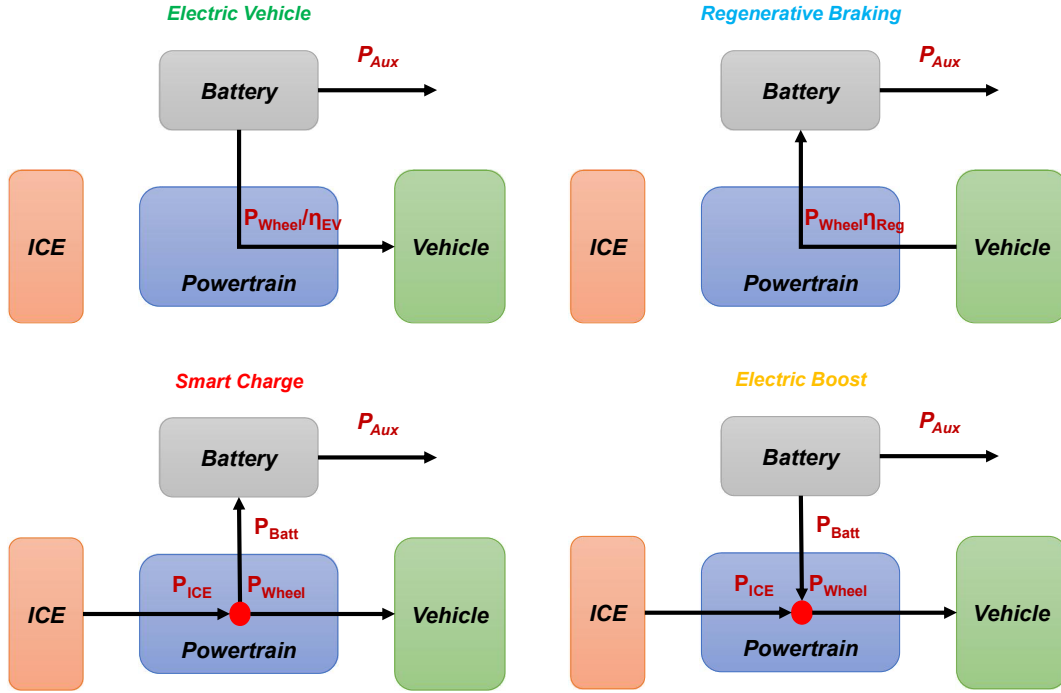 Electric Vehicle
P_Aux
Battery
ICE
P_Wheel/η_EV
Powertrain
Vehicle
Regenerative Braking
P_Aux
Battery
ICE
P_Wheelη_Reg
Powertrain
Vehicle
Smart Charge
P_Aux
Battery
P_Batt
ICE
P_ICE
P_Wheel
Powertrain
Vehicle
Electric Boost
P_Aux
Battery
P_Batt
ICE
P_ICE
P_Wheel
Powertrain
Vehicle